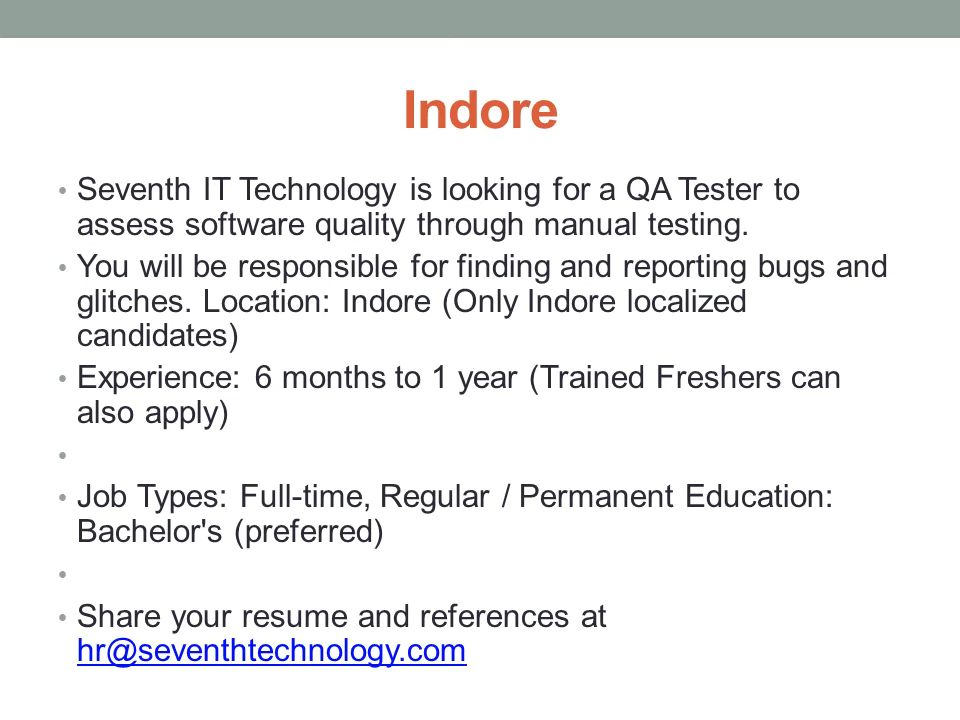 Indore
• Seventh IT Technology is looking for a QA Tester to
assess software quality through manual testing.
• You will be responsible for finding and reporting bugs and
glitches. Location: Indore (Only Indore localized
candidates)
• Experience: 6 months to 1 year (Trained Freshers can
also apply)
•
• Job Types: Full-time, Regular / Permanent Education:
Bachelor's (preferred)
•
• Share your resume and references at
hr@seventhtechnology.com